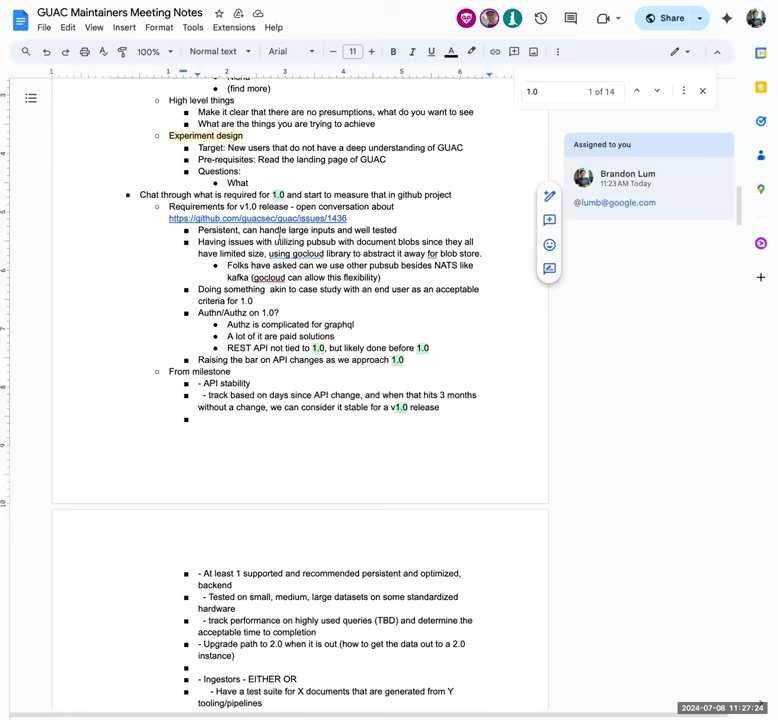 GUAC Maintainers Meeting Notes
File Edit View Insert Format Tools Extensions
Share
100%
Normal text
Arial
11
B I U A
1 1 2 3 4 5 6
1.0
1 of 14
(find more)
High level things
Make it clear that there are no presumptions, what do you want to see
What are the things you are trying to achieve
Experiment design
Target: New users that do not have a deep understanding of GUAC
Pre-requisites: Read the landing page of GUAC
Questions:
What
Chat through what is required for 1.0 and start to measure that in github project
Requirements for v1.0 release - open conversation about
https://github.com/guacsec/guac/issues/1436
Persistent, can handle large inputs and well tested
Having issues with utilizing pubsub with document blobs since they all
have limited size, using gocloud library to abstract it away for blob store.
Folks have asked can we use other pubsub besides NATS like
kafka (gocloud can allow this flexibility)
Doing something akin to case study with an end user as an acceptable
criteria for 1.0
Authn/Authz on 1.0?
Authz is complicated for graphql
A lot of it are paid solutions
REST API not tied to 1.0, but likely done before 1.0
Raising the bar on API changes as we approach 1.0
From milestone
- API stability
- track based on days since API change, and when that hits 3 months
without a change, we can consider it stable for a v1.0 release
- At least 1 supported and recommended persistent and optimized,
backend
- Tested on small, medium, large datasets on some standardized
hardware
- track performance on highly used queries (TBD) and determine the
acceptable time to completion
- Upgrade path to 2.0 when it is out (how to get the data out to a 2.0
instance)
- Ingestors - EITHER OR
- Have a test suite for X documents that are generated from Y
tooling/pipelines
Assigned to you
Brandon Lum
11:23 AM Today
@lumb@google.com
2024-07-08 11:27:24